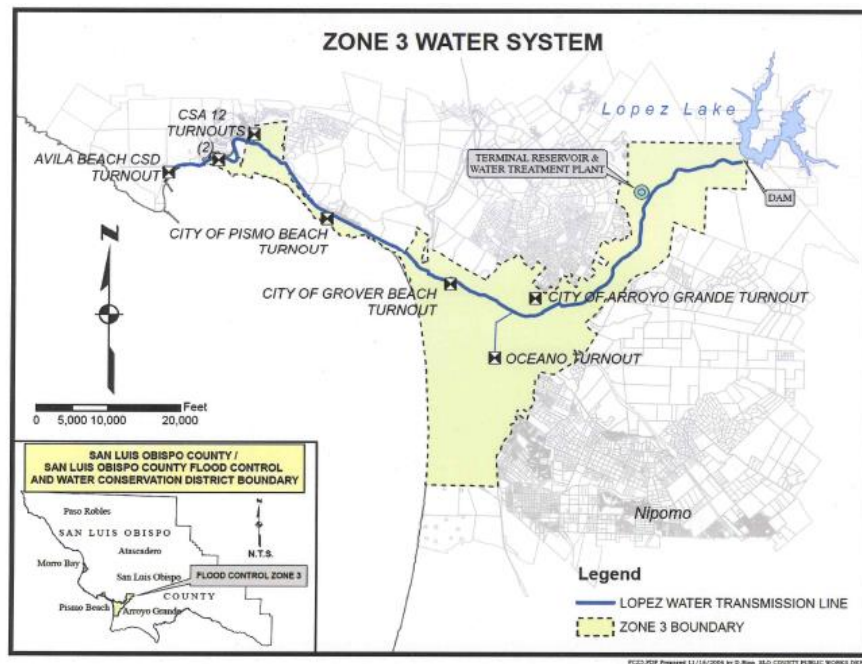 ZONE 3 WATER SYSTEM
Lopez Lake
CSA 12
TURNOUTS
(2)
AVILA BEACH CSD
TURNOUT
TERMINAL RESERVOIR &
WATER TREATMENT PLANT
DAM
CITY OF PISMO BEACH
TURNOUT
N
CITY OF GROVER BEACH
TURNOUT
CITY OF ARROYO GRANDE TURNOUT
OCEANO TURNOUT
Feet
0 5,000 10,000 20,000
SAN LUIS OBISPO COUNTY /
SAN LUIS OBISPO COUNTY FLOOD CONTROL
AND WATER CONSERVATION DISTRICT BOUNDARY
Paso Robles
SAN LUIS OBISPO
Atascadero
N.T.S.
Morro Bay
San Luis Obispo
FLOOD CONTROL ZONE 3
COUNTY
Pismo Beach
Arroyo Grande
Nipomo
Legend
LOPEZ WATER TRANSMISSION LINE
ZONE 3 BOUNDARY